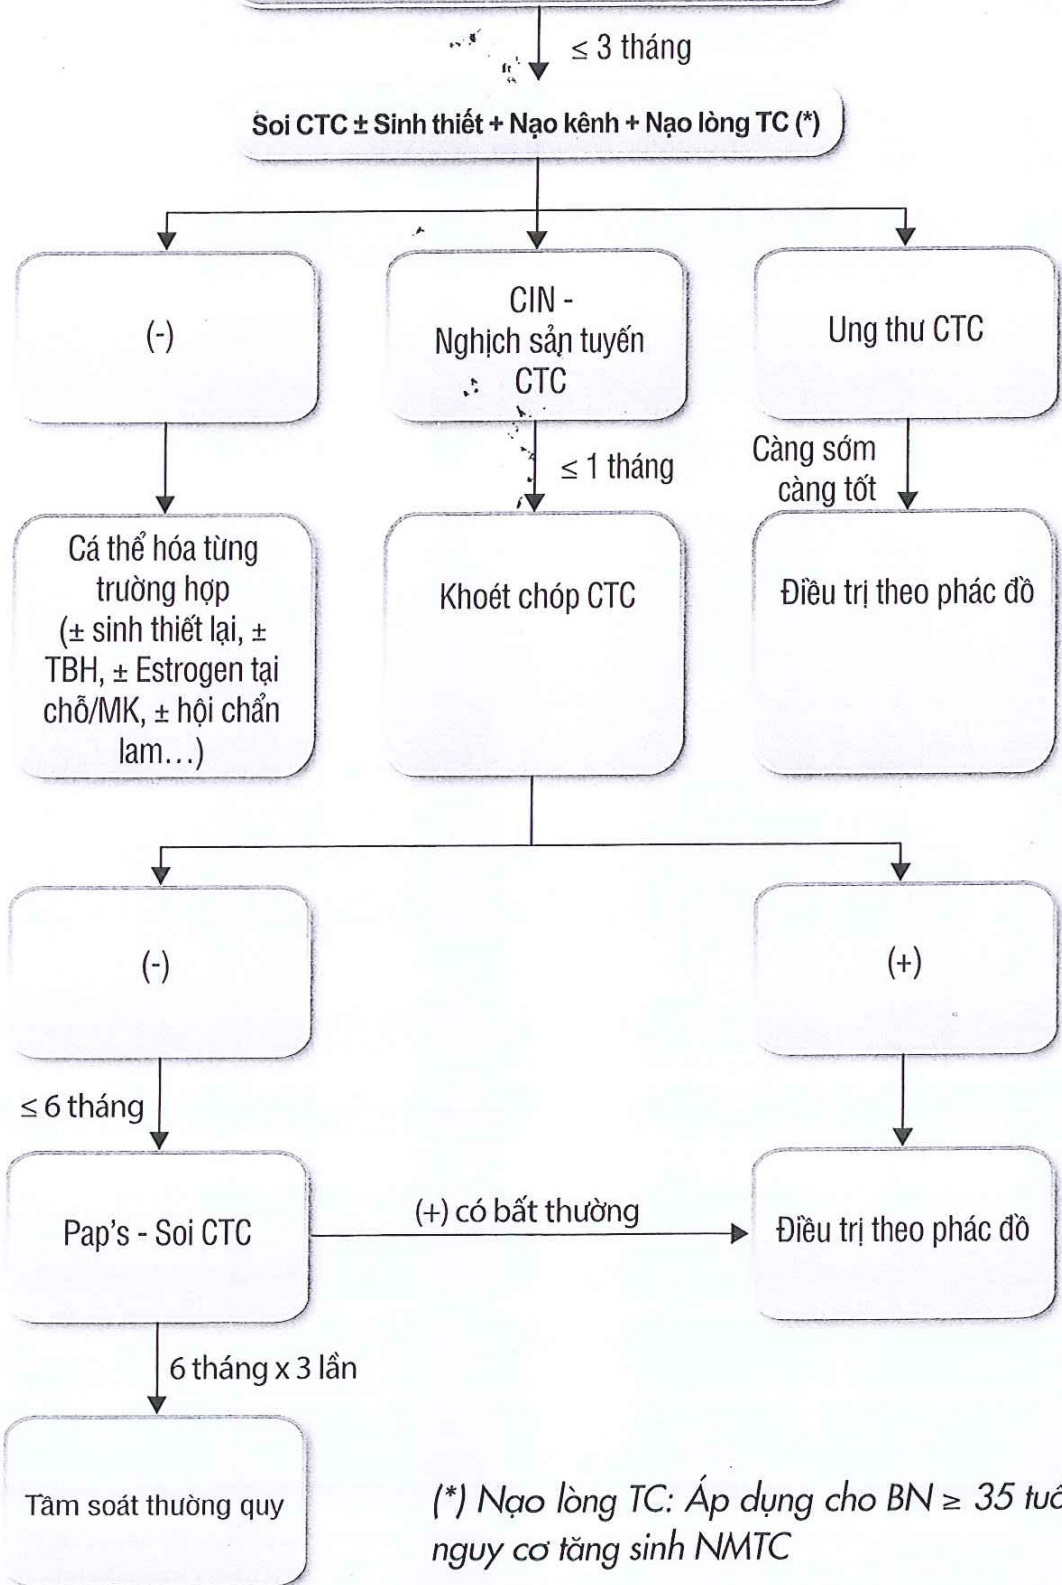 ≤ 3 tháng
Soi CTC ± Sinh thiết + Nạo kênh + Nạo lòng TC (*)
(-)
CIN -
Nghịch sản tuyến
CTC
Ung thư CTC
≤ 1 tháng
Càng sớm
càng tốt
Cá thể hóa từng
trường hợp
(± sinh thiết lại, ±
TBH, ± Estrogen tại
chỗ/MK, ± hội chẩn
lam...)
Khoét chóp CTC
Điều trị theo phác đồ
(-)
(+)
≤ 6 tháng
Pap's - Soi CTC
(+) có bất thường
Điều trị theo phác đồ
6 tháng x 3 lần
Tầm soát thường quy
(*) Nạo lòng TC: Áp dụng cho BN ≥ 35
nguy cơ tăng sinh NMTC